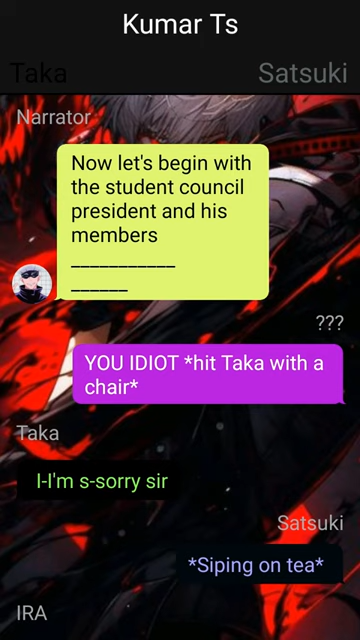 Kumar Ts
Taka
Satsuki
Narrator
Now let's begin with
the student council
president and his
members
___________
______
???
YOU IDIOT *hit Taka with a
chair*
Taka
I-I'm s-sorry sir
Satsuki
*Siping on tea*
IRA